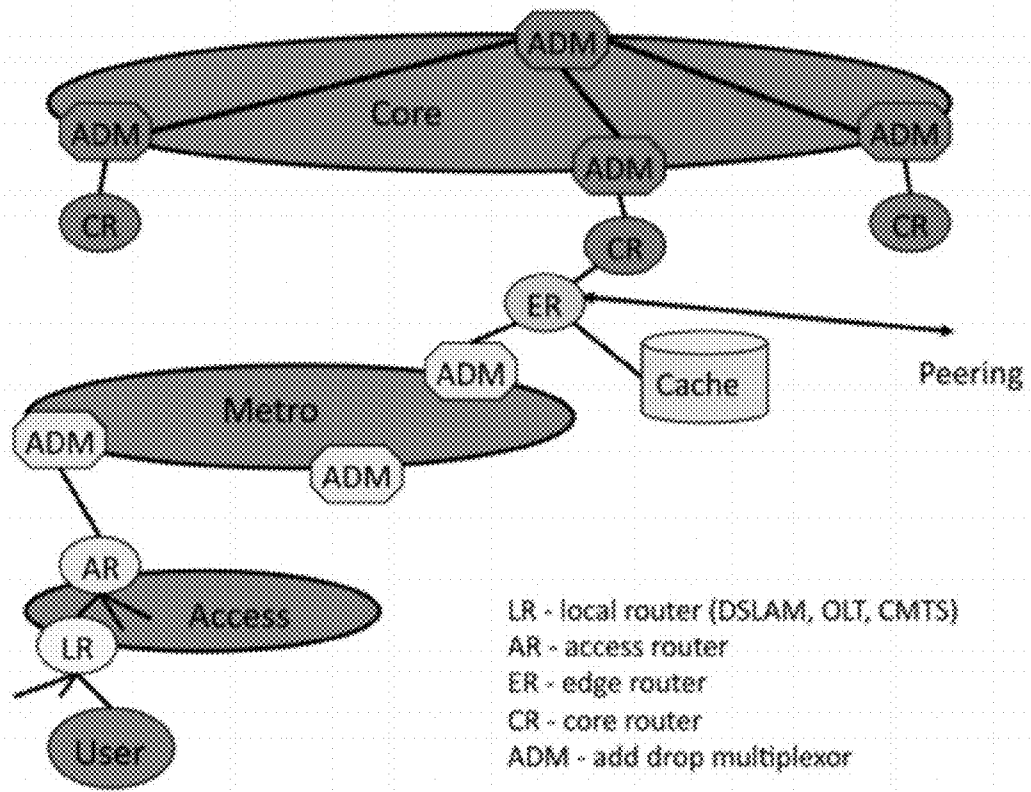 ADM
Core
ADM
ADM
ADM
CR
CR
CR
ER
ADM
Cache
Peering
Metro
ADM
ADM
AR
Access
LR
User
LR - local router (DSLAM, OLT, CMTS)
AR - access router
ER - edge router
CR - core router
ADM - add drop multiplexor